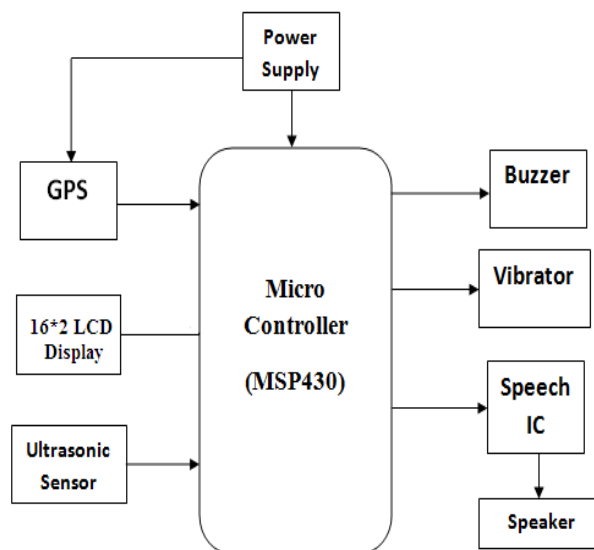 Power
Supply
GPS
Buzzer
Vibrator
Micro
Controller
(MSP430)
16*2 LCD
Display
Speech
IC
Ultrasonic
Sensor
Speaker